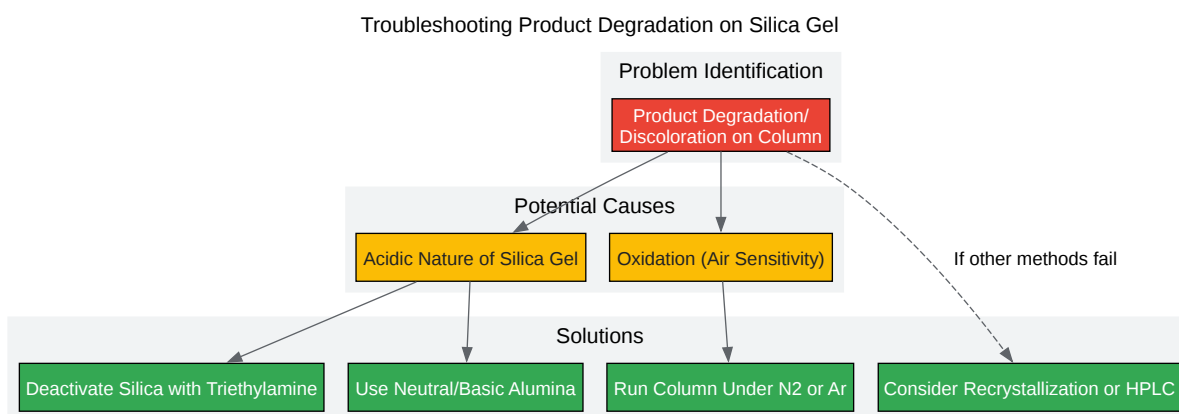 Troubleshooting Product Degradation on Silica Gel
Problem Identification
Product Degradation/
Discoloration on Column
Potential Causes
Acidic Nature of Silica Gel
Oxidation (Air Sensitivity)
If other methods fail
Solutions
Deactivate Silica with Triethylamine
Use Neutral/Basic Alumina
Run Column Under N2 or Ar
Consider Recrystallization or HPLC